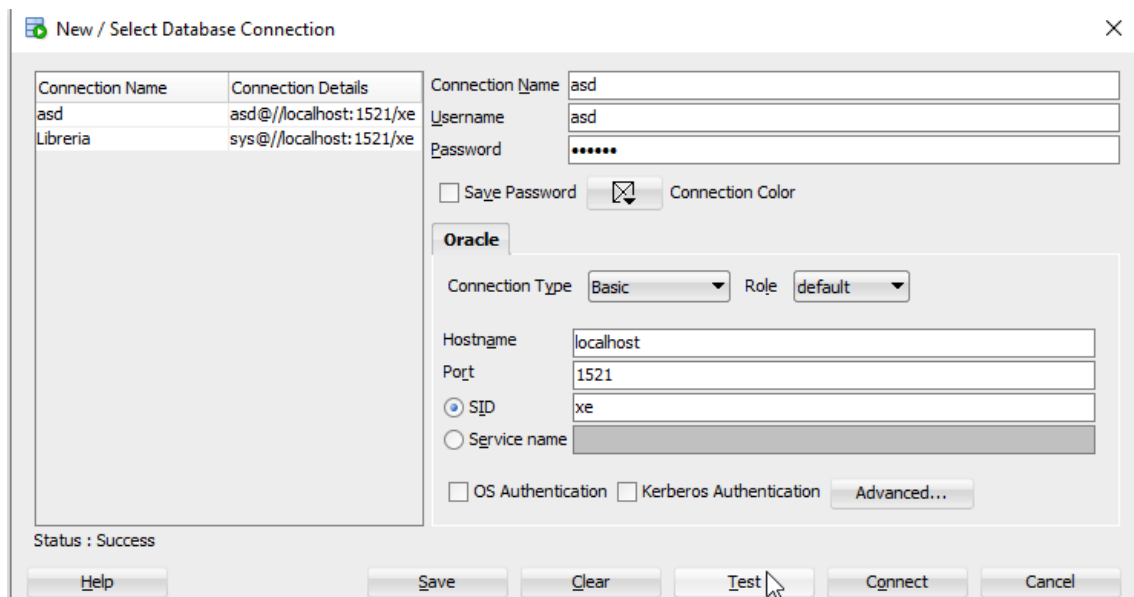 New / Select Database Connection
Connection Name Connection Details
asd asd@//localhost:1521/xe
Libreria sys@//localhost:1521/xe
Connection Name asd
Username asd
Password ••••••
Save Password Connection Color
Oracle
Connection Type Basic Role default
Hostname localhost
Port 1521
SID xe
Service name
OS Authentication Kerberos Authentication Advanced...
Status : Success
Help Save Clear Test Connect Cancel